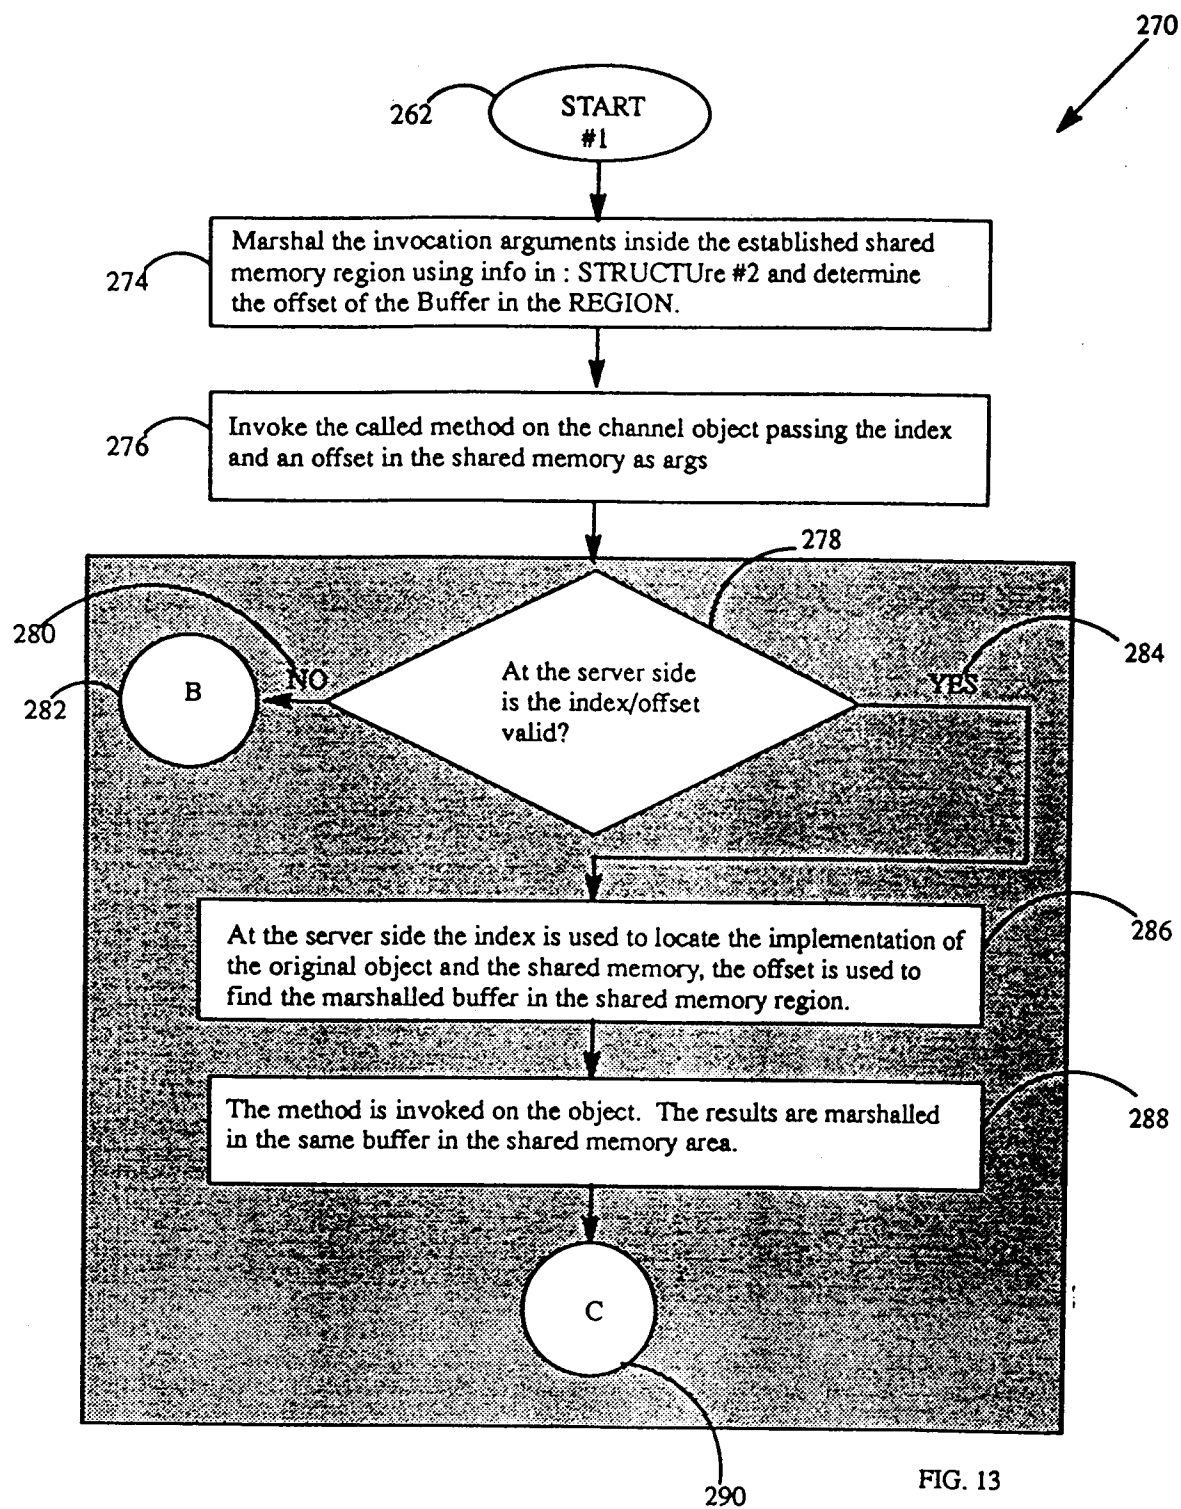 270
262
START
#1
274
Marshal the invocation arguments inside the established shared
memory region using info in : STRUCTUre #2 and determine
the offset of the Buffer in the REGION.
276
Invoke the called method on the channel object passing the index
and an offset in the shared memory as args
278
280
284
B
NO
At the server side
is the index/offset
valid?
YES
282
286
At the server side the index is used to locate the implementation of
the original object and the shared memory, the offset is used to
find the marshalled buffer in the shared memory region.
288
The method is invoked on the object. The results are marshalled
in the same buffer in the shared memory area.
C
FIG. 13
290